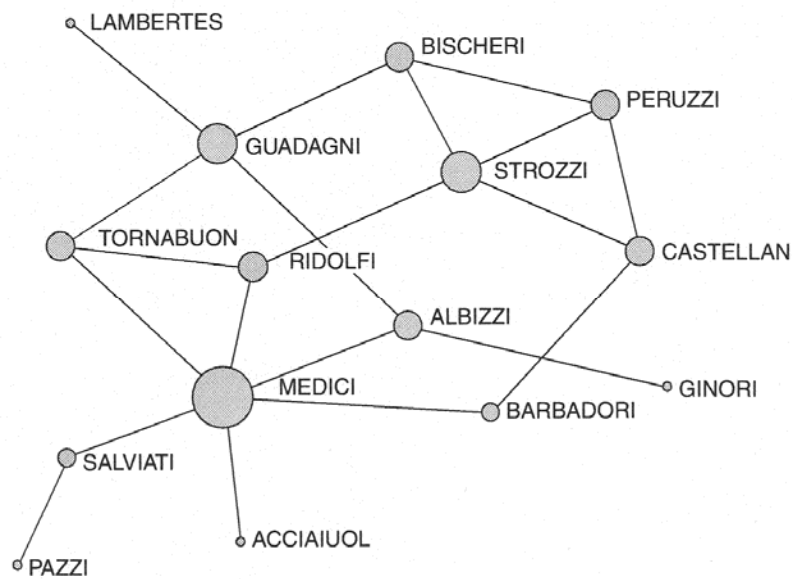 LAMBERTES
BISCHERI
PERUZZI
GUADAGNI
STROZZI
TORNABUON
RIDOLFI
CASTELLAN
ALBIZZI
MEDICI
GINORI
BARBADORI
SALVIATI
ACCIAIUOL
PAZZI